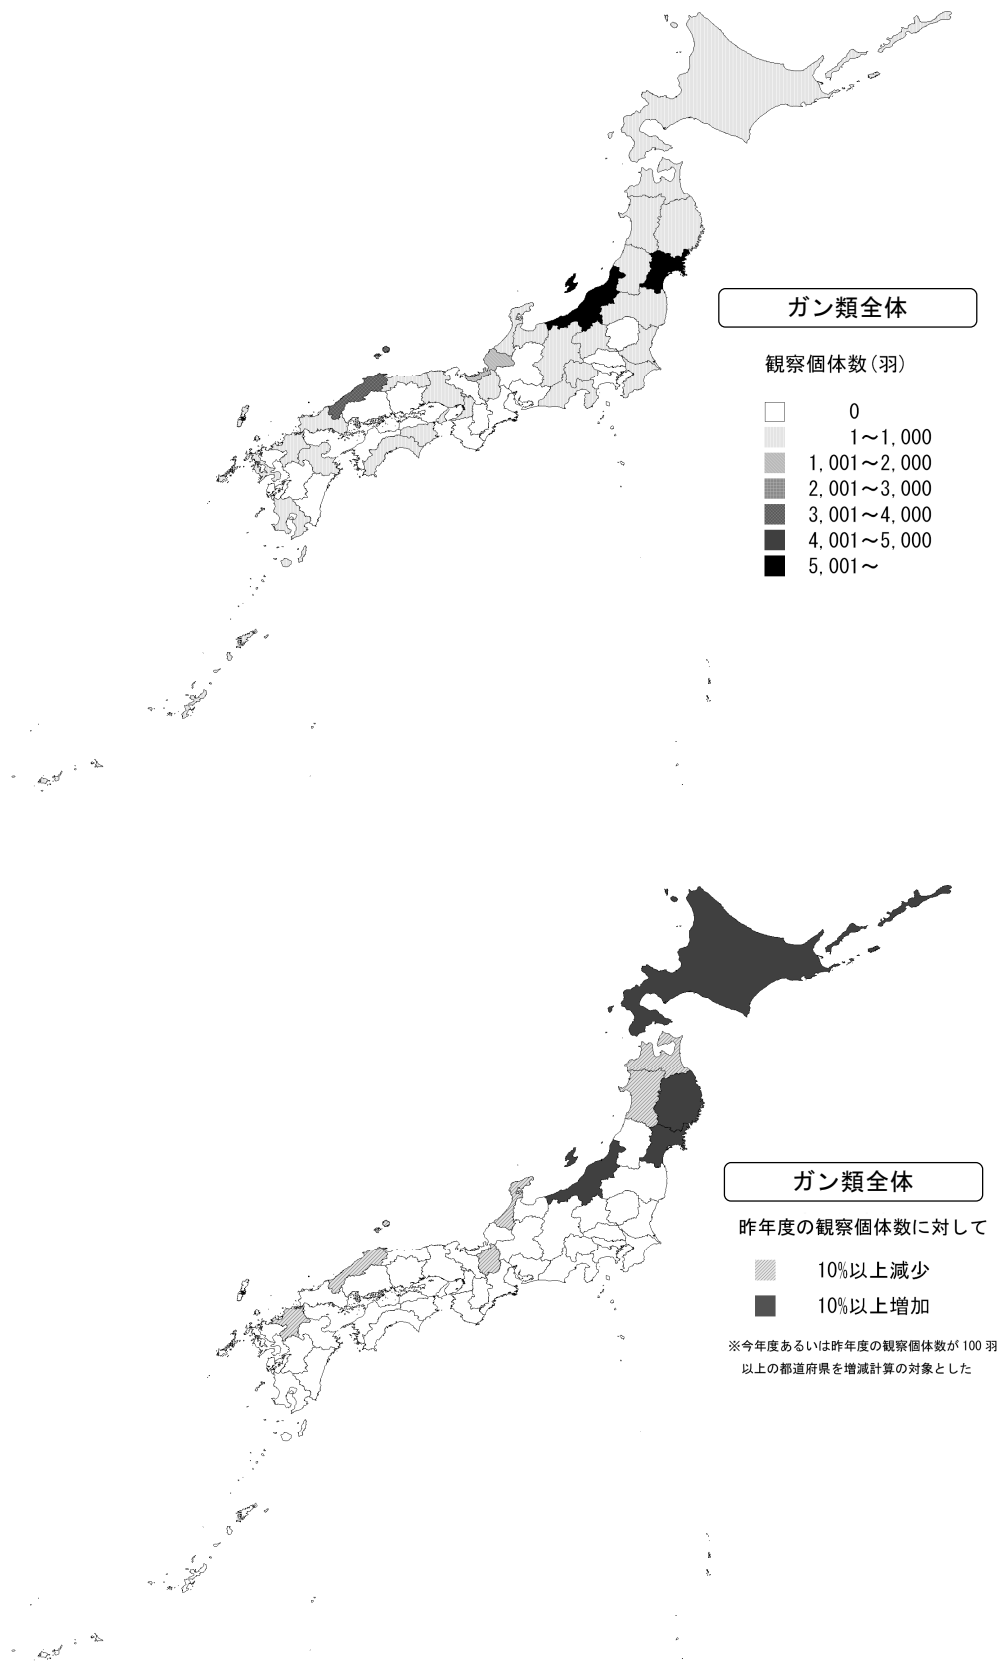 ガン類全体
観察個体数(羽)
0
1～1,000
1,001～2,000
2,001～3,000
3,001～4,000
4,001～5,000
5,001～
ガン類全体
昨年度の観察個体数に対して
10%以上減少
10%以上増加
※今年度あるいは昨年度の観察個体数が100羽
以上の都道府県を増減計算の対象とした